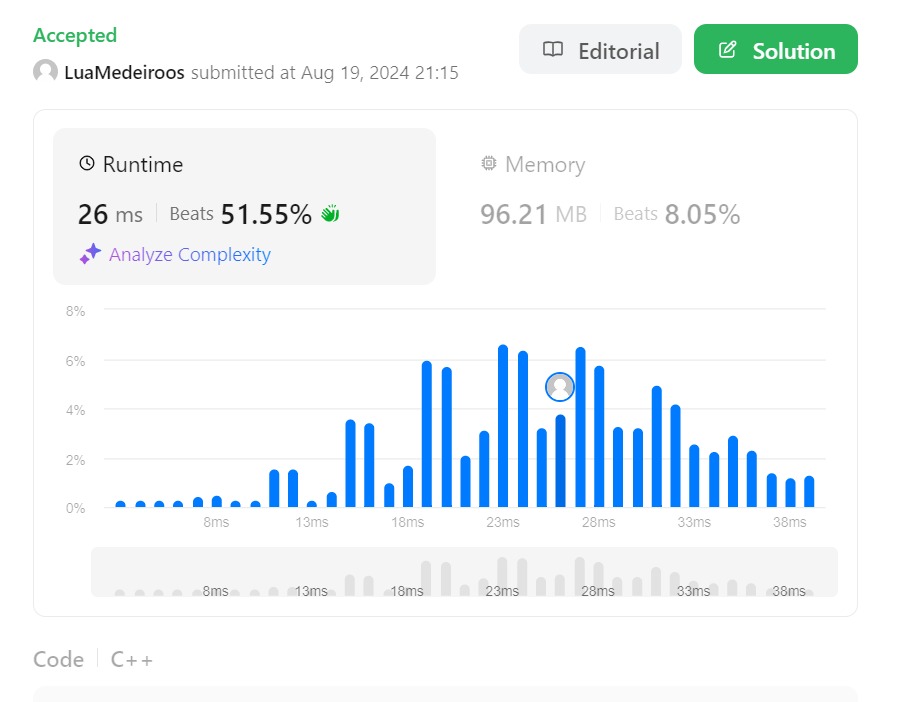 Accepted
LuaMedeiroos submitted at Aug 19, 2024 21:15
Editorial
Solution
Runtime
26 ms Beats 51.55%
Analyze Complexity
Memory
96.21 MB Beats 8.05%
8%
6%
4%
2%
0%
8ms 13ms 18ms 23ms 28ms 33ms 38ms
8ms 13ms 18ms 23ms 28ms 33ms 38ms
Code C++